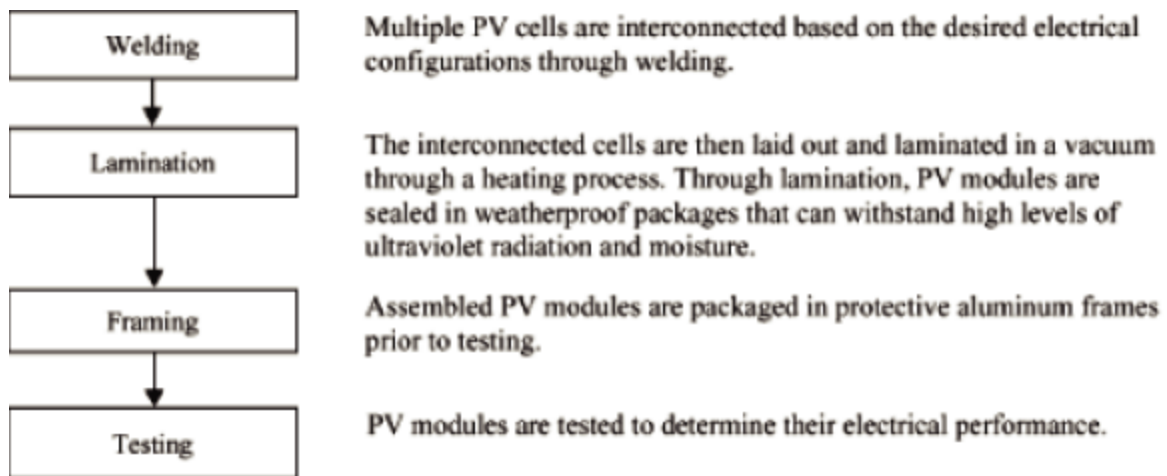 Welding
Multiple PV cells are interconnected based on the desired electrical
configurations through welding.
Lamination
The interconnected cells are then laid out and laminated in a vacuum
through a heating process. Through lamination, PV modules are
sealed in weatherproof packages that can withstand high levels of
ultraviolet radiation and moisture.
Framing
Assembled PV modules are packaged in protective aluminum frames
prior to testing.
Testing
PV modules are tested to determine their electrical performance.